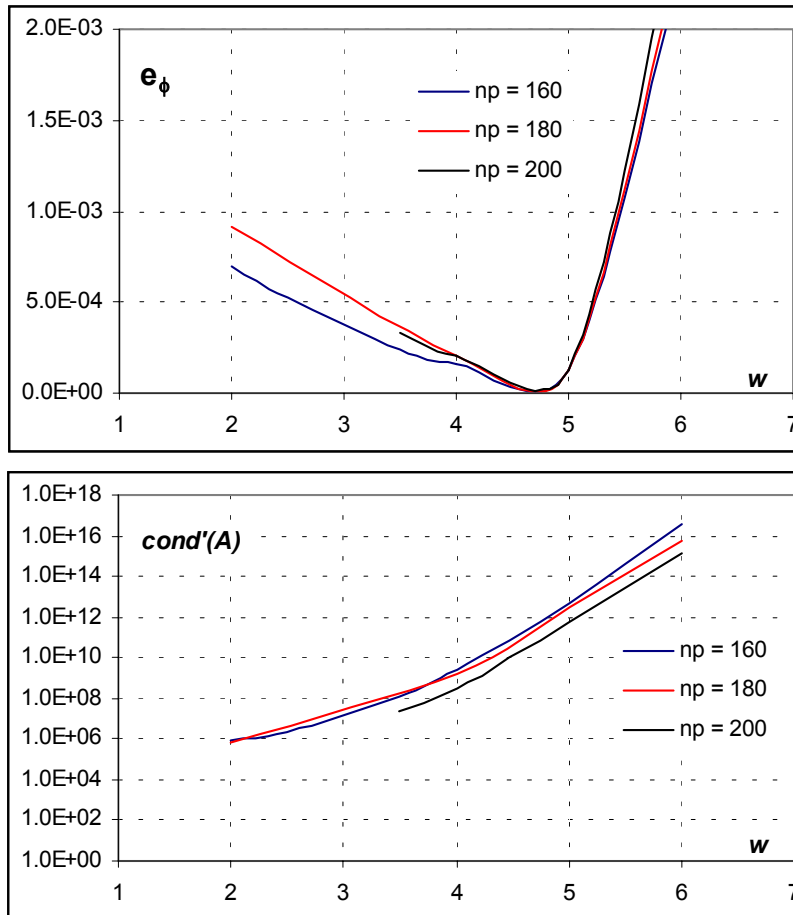 2.0E-03
eϕ
np = 160
1.5E-03
np = 180
np = 200
1.0E-03
5.0E-04
0.0E+00
w
1 2 3 4 5 6 7
1.0E+18
1.0E+16
cond'(A)
1.0E+14
1.0E+12
1.0E+10
np = 160
1.0E+08
np = 180
1.0E+06
np = 200
1.0E+04
1.0E+02
1.0E+00
w
1 2 3 4 5 6 7